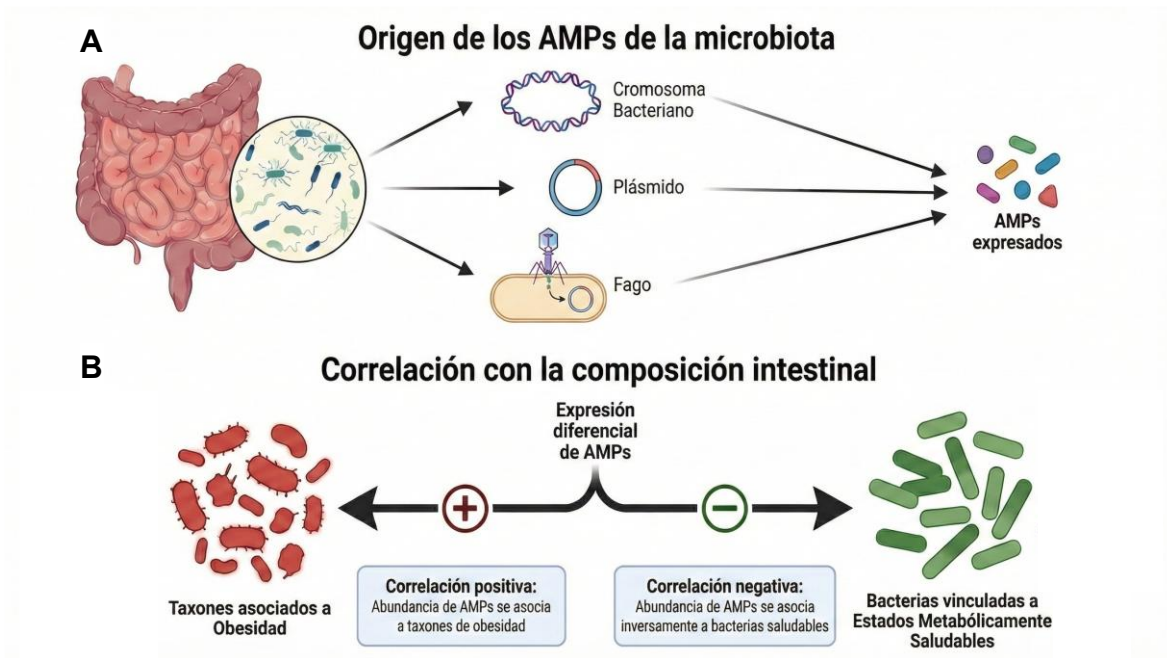 A
Origen de los AMPs de la microbiota
Cromosoma
Bacteriano
Plásmido
Fago
AMPs
expresados
B
Correlación con la composición intestinal
Expresión
diferencial
de AMPs
+
−
Taxones asociados a
Obesidad
Correlación positiva:
Abundancia de AMPs se asocia
a taxones de obesidad
Correlación negativa:
Abundancia de AMPs se asocia
inversamente a bacterias saludables
Bacterias vinculadas a
Estados Metabólicamente
Saludables